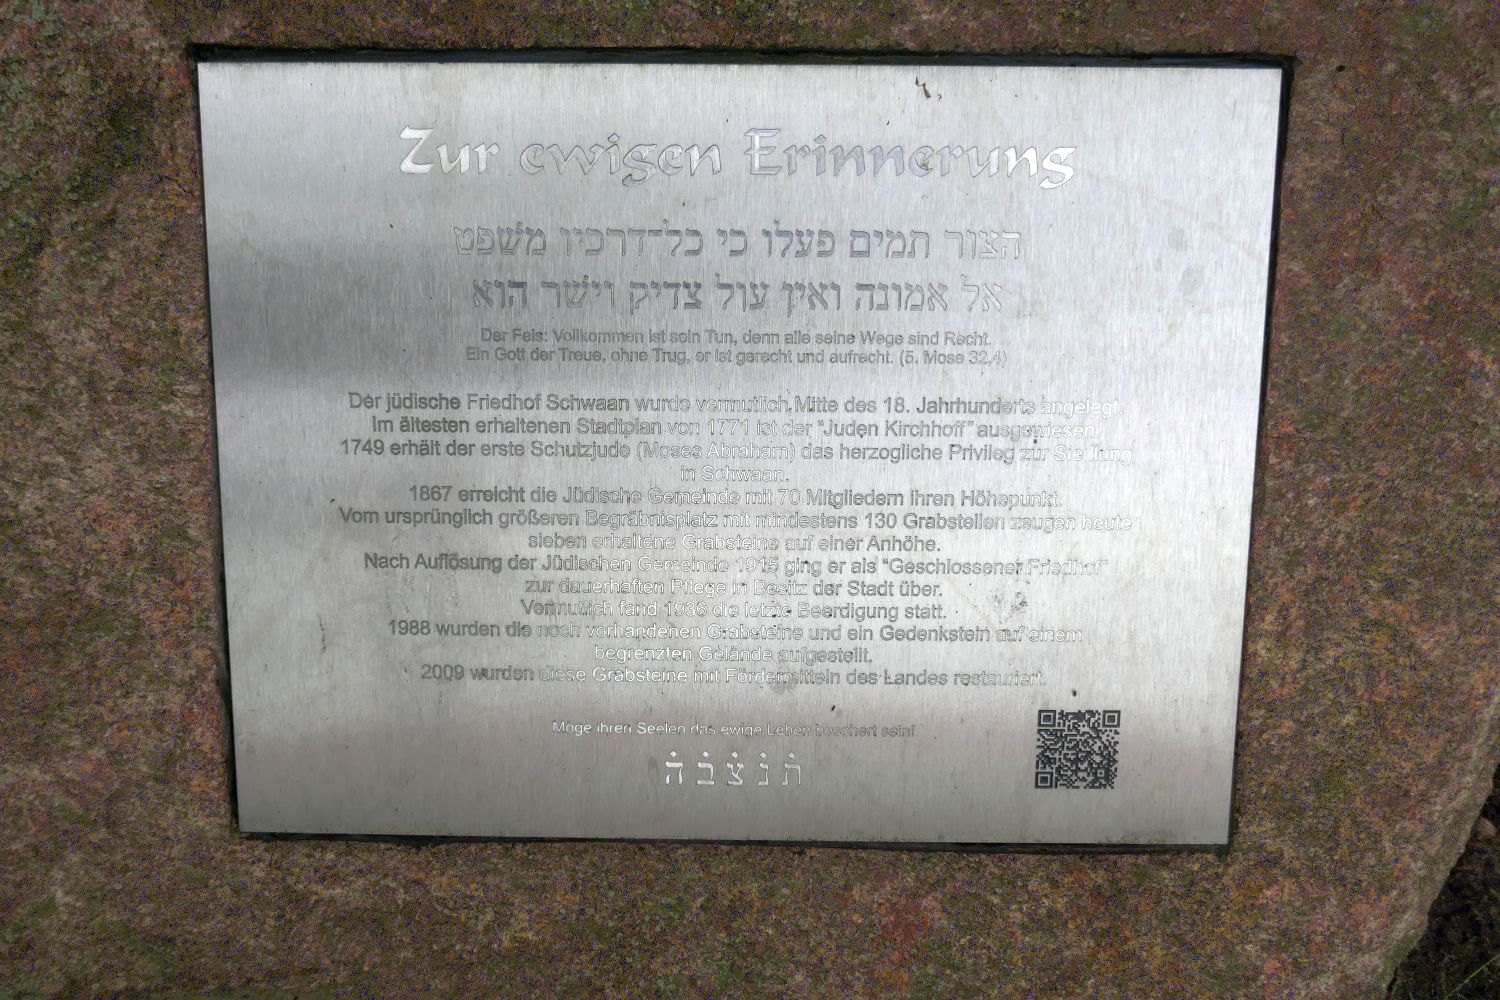 Zur ewigen Erinnerung
הצור תמים פעלו כי כל־דרכיו משפט
אל אמונה ואין עול צדיק וישר הוא
Der Fels: Vollkommen ist sein Tun, denn alle seine Wege sind Recht.
Ein Gott der Treue, ohne Trug, er ist gerecht und aufrecht. (5. Mose 32,4)
Der jüdische Friedhof Schwaan wurde vermutlich Mitte des 18. Jahrhunderts angelegt.
Im ältesten erhaltenen Stadtplan von 1771 ist der "Juden Kirchhoff" ausgewiesen.
1749 erhält der erste Schutzjude (Moses Abraham) das herzogliche Privileg zur Siedlung
in Schwaan.
1867 erreicht die Jüdische Gemeinde mit 70 Mitgliedern ihren Höhepunkt.
Vom ursprünglich größeren Begräbnisplatz mit mindestens 130 Grabstellen zeugen heute
sieben erhaltene Grabsteine auf einer Anhöhe.
Nach Auflösung der Jüdischen Gemeinde 1915 ging er als "Geschlossener Friedhof"
zur dauerhaften Pflege in Besitz der Stadt über.
Vermutlich fand 1936 die letzte Beerdigung statt.
1988 wurden die noch vorhandenen Grabsteine und ein Gedenkstein auf einem
begrenzten Gelände aufgestellt.
2009 wurden diese Grabsteine mit Fördermitteln des Landes restauriert.
Möge ihren Seelen das ewige Leben beschert sein!
ת֗נ֗צ֗ב֗ה֗